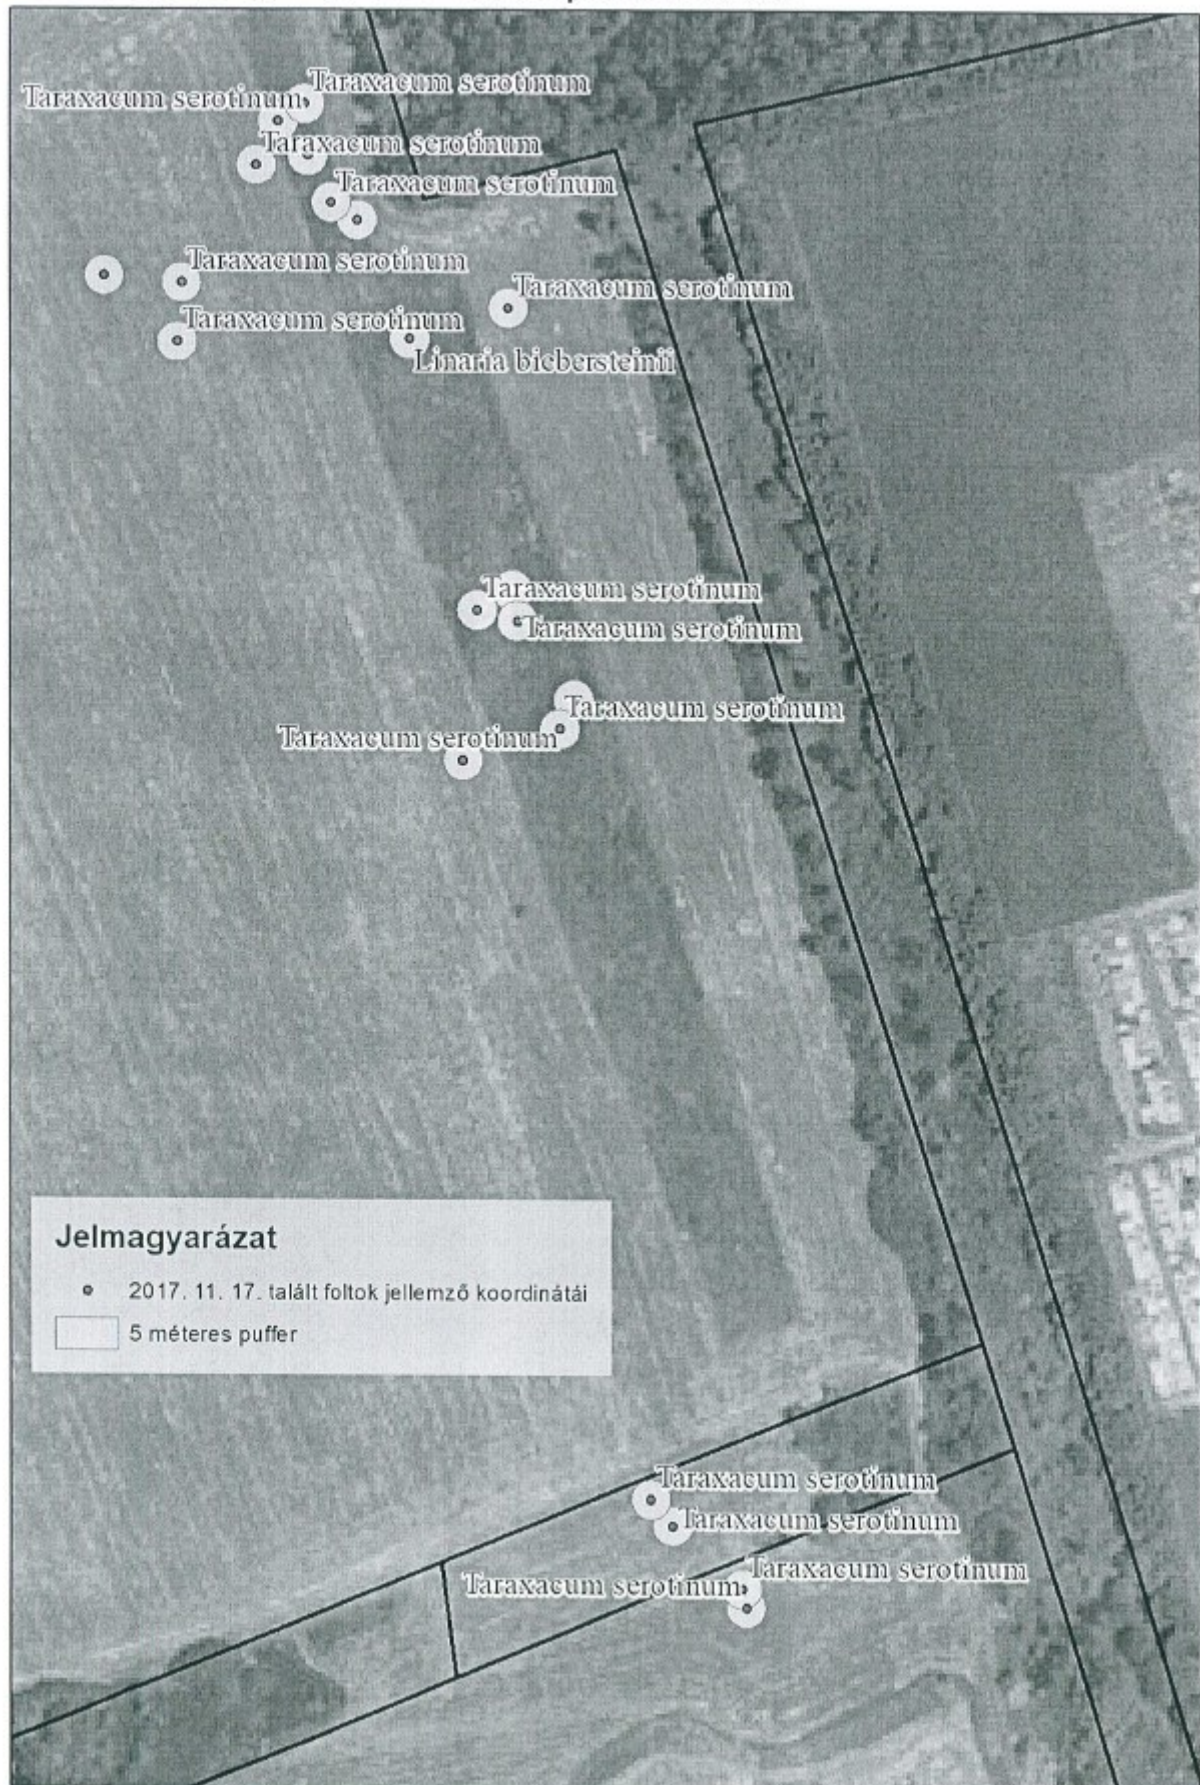 Taraxacum serotinum
Taraxacum serotinum
Taraxacum serotinum
Taraxacum serotinum
Taraxacum serotinum
Taraxacum serotinum
Taraxacum serotinum
Linaria biebersteinii
Taraxacum serotinum
Taraxacum serotinum
Taraxacum serotinum
Taraxacum serotinum
Jelmagyarázat
2017. 11. 17. talált foltok jellemző koordinátái
5 méteres puffer
Taraxacum serotinum
Taraxacum serotinum
Taraxacum serotinum
Taraxacum serotinum